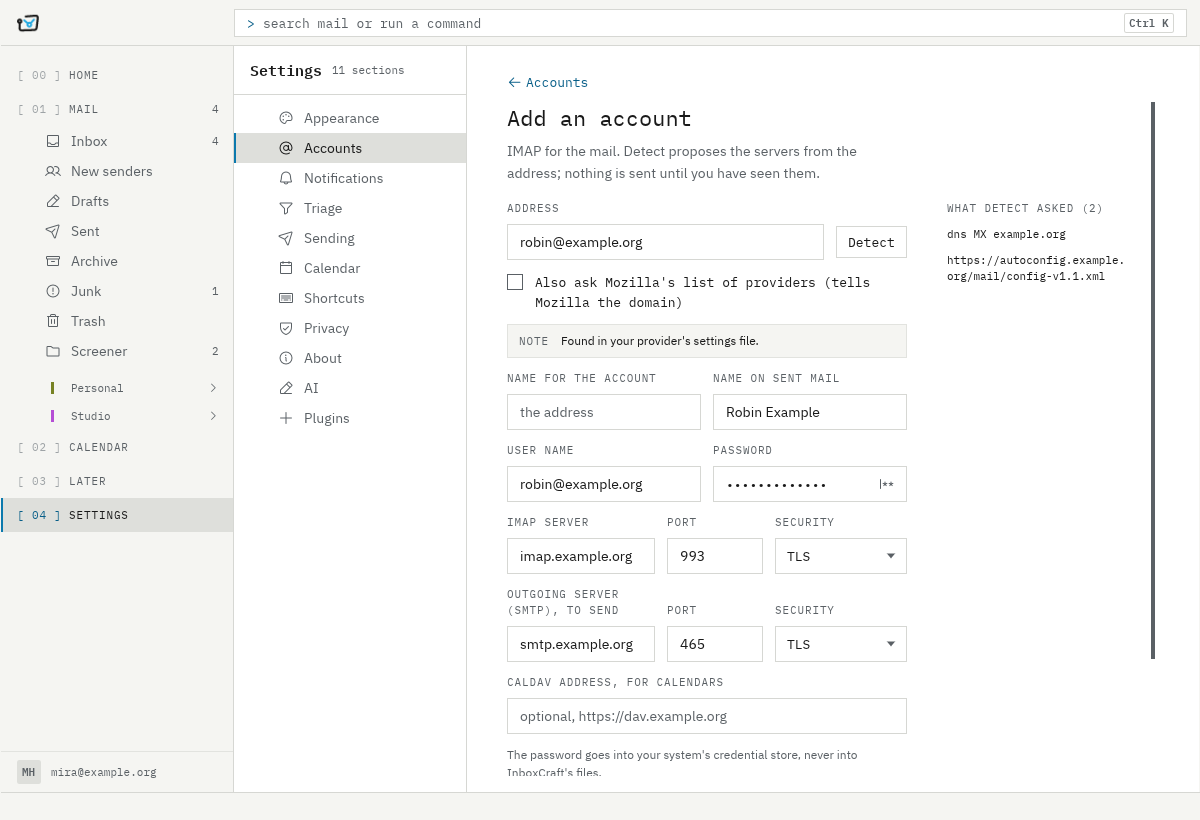 > search mail or run a command
Ctrl K
[ 00 ] HOME
[ 01 ] MAIL 4
Inbox 4
New senders
Drafts
Sent
Archive
Junk 1
Trash
Screener 2
Personal
Studio
[ 02 ] CALENDAR
[ 03 ] LATER
[ 04 ] SETTINGS
MH mira@example.org
Settings 11 sections
Appearance
Accounts
Notifications
Triage
Sending
Calendar
Shortcuts
Privacy
About
AI
Plugins
← Accounts
Add an account
IMAP for the mail. Detect proposes the servers from the
address; nothing is sent until you have seen them.
ADDRESS
robin@example.org
Detect
Also ask Mozilla's list of providers (tells
Mozilla the domain)
NOTE Found in your provider's settings file.
NAME FOR THE ACCOUNT NAME ON SENT MAIL
the address Robin Example
USER NAME PASSWORD
robin@example.org ••••••••••••• |**
IMAP SERVER PORT SECURITY
imap.example.org 993 TLS
OUTGOING SERVER
(SMTP), TO SEND PORT SECURITY
smtp.example.org 465 TLS
CALDAV ADDRESS, FOR CALENDARS
optional, https://dav.example.org
The password goes into your system's credential store, never into
InboxCraft's files.
WHAT DETECT ASKED (2)
dns MX example.org
https://autoconfig.example.
org/mail/config-v1.1.xml